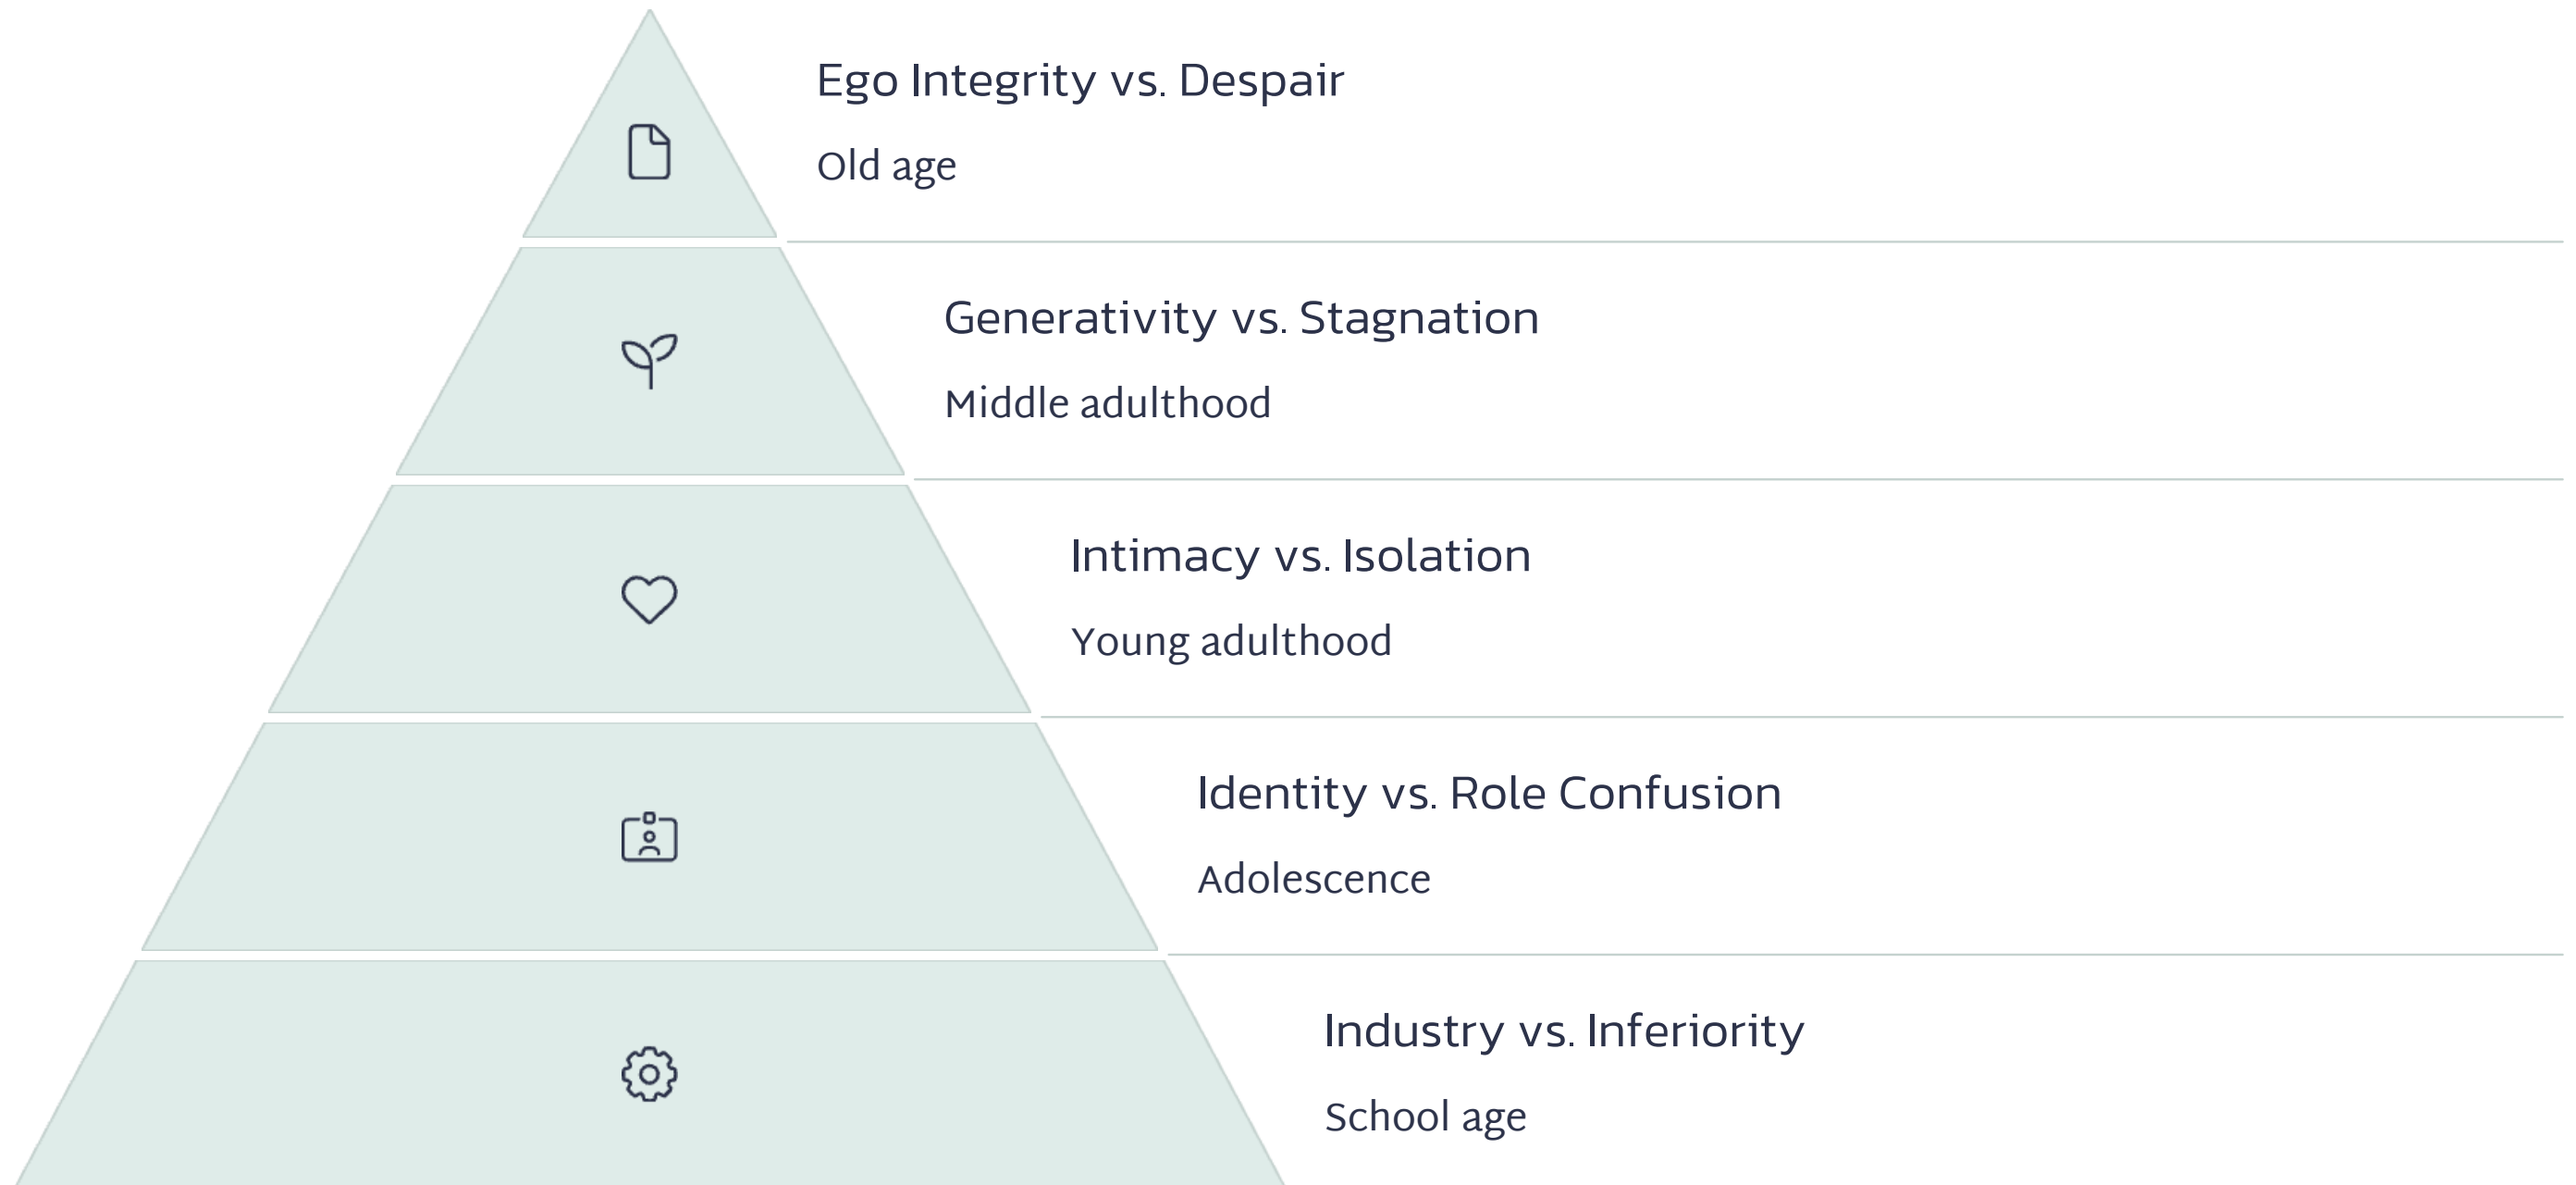 Ego Integrity vs. Despair
Old age
Generativity vs. Stagnation
Middle adulthood
Intimacy vs. Isolation
Young adulthood
Identity vs. Role Confusion
Adolescence
Industry vs. Inferiority
School age